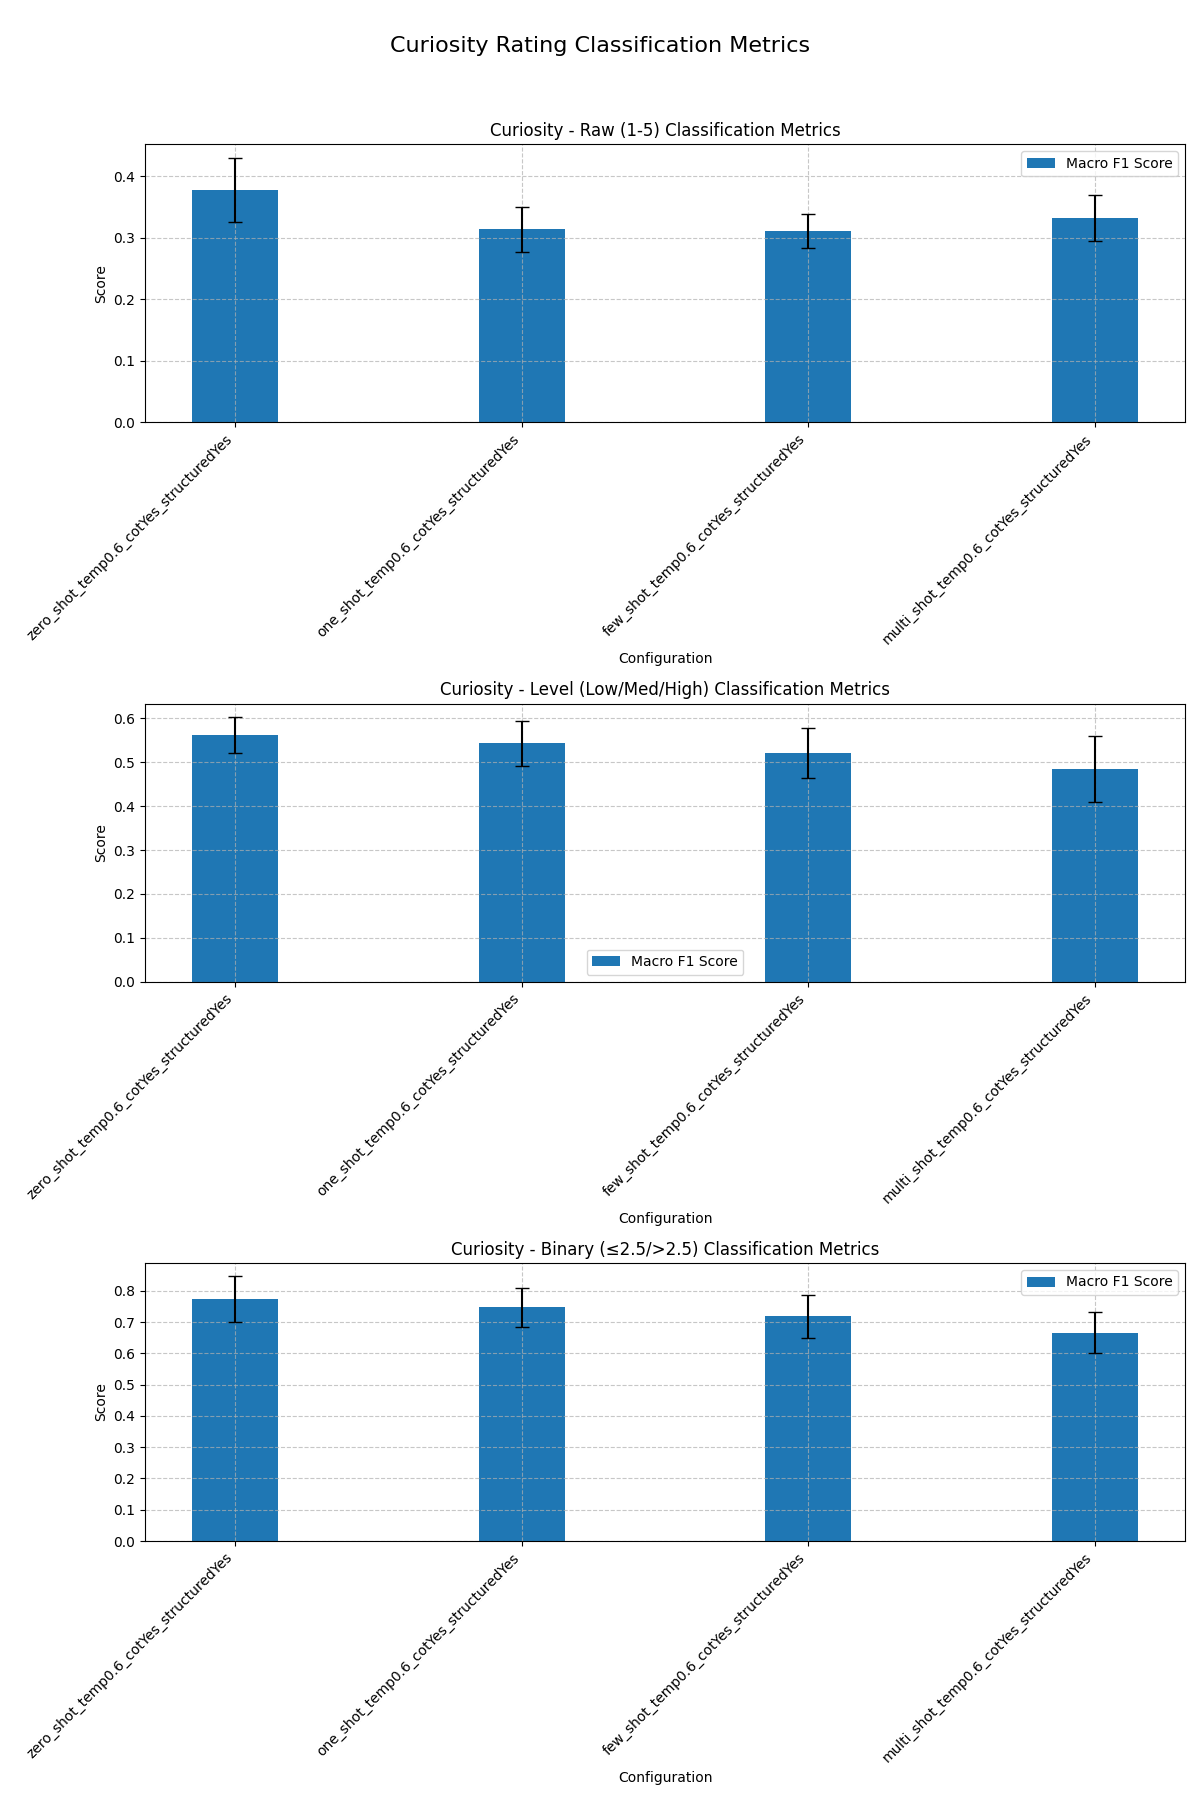 Curiosity Rating Classification Metrics
Curiosity - Raw (1-5) Classification Metrics
Macro F1 Score
Score
0.4
0.3
0.2
0.1
0.0
zero_shot_temp0.6_cotYes_structuredYes
one_shot_temp0.6_cotYes_structuredYes
few_shot_temp0.6_cotYes_structuredYes
multi_shot_temp0.6_cotYes_structuredYes
Configuration
Curiosity - Level (Low/Med/High) Classification Metrics
Score
0.6
0.5
0.4
0.3
0.2
0.1
0.0
Macro F1 Score
zero_shot_temp0.6_cotYes_structuredYes
one_shot_temp0.6_cotYes_structuredYes
few_shot_temp0.6_cotYes_structuredYes
multi_shot_temp0.6_cotYes_structuredYes
Configuration
Curiosity - Binary (≤2.5/>2.5) Classification Metrics
Macro F1 Score
Score
0.8
0.7
0.6
0.5
0.4
0.3
0.2
0.1
0.0
zero_shot_temp0.6_cotYes_structuredYes
one_shot_temp0.6_cotYes_structuredYes
few_shot_temp0.6_cotYes_structuredYes
multi_shot_temp0.6_cotYes_structuredYes
Configuration